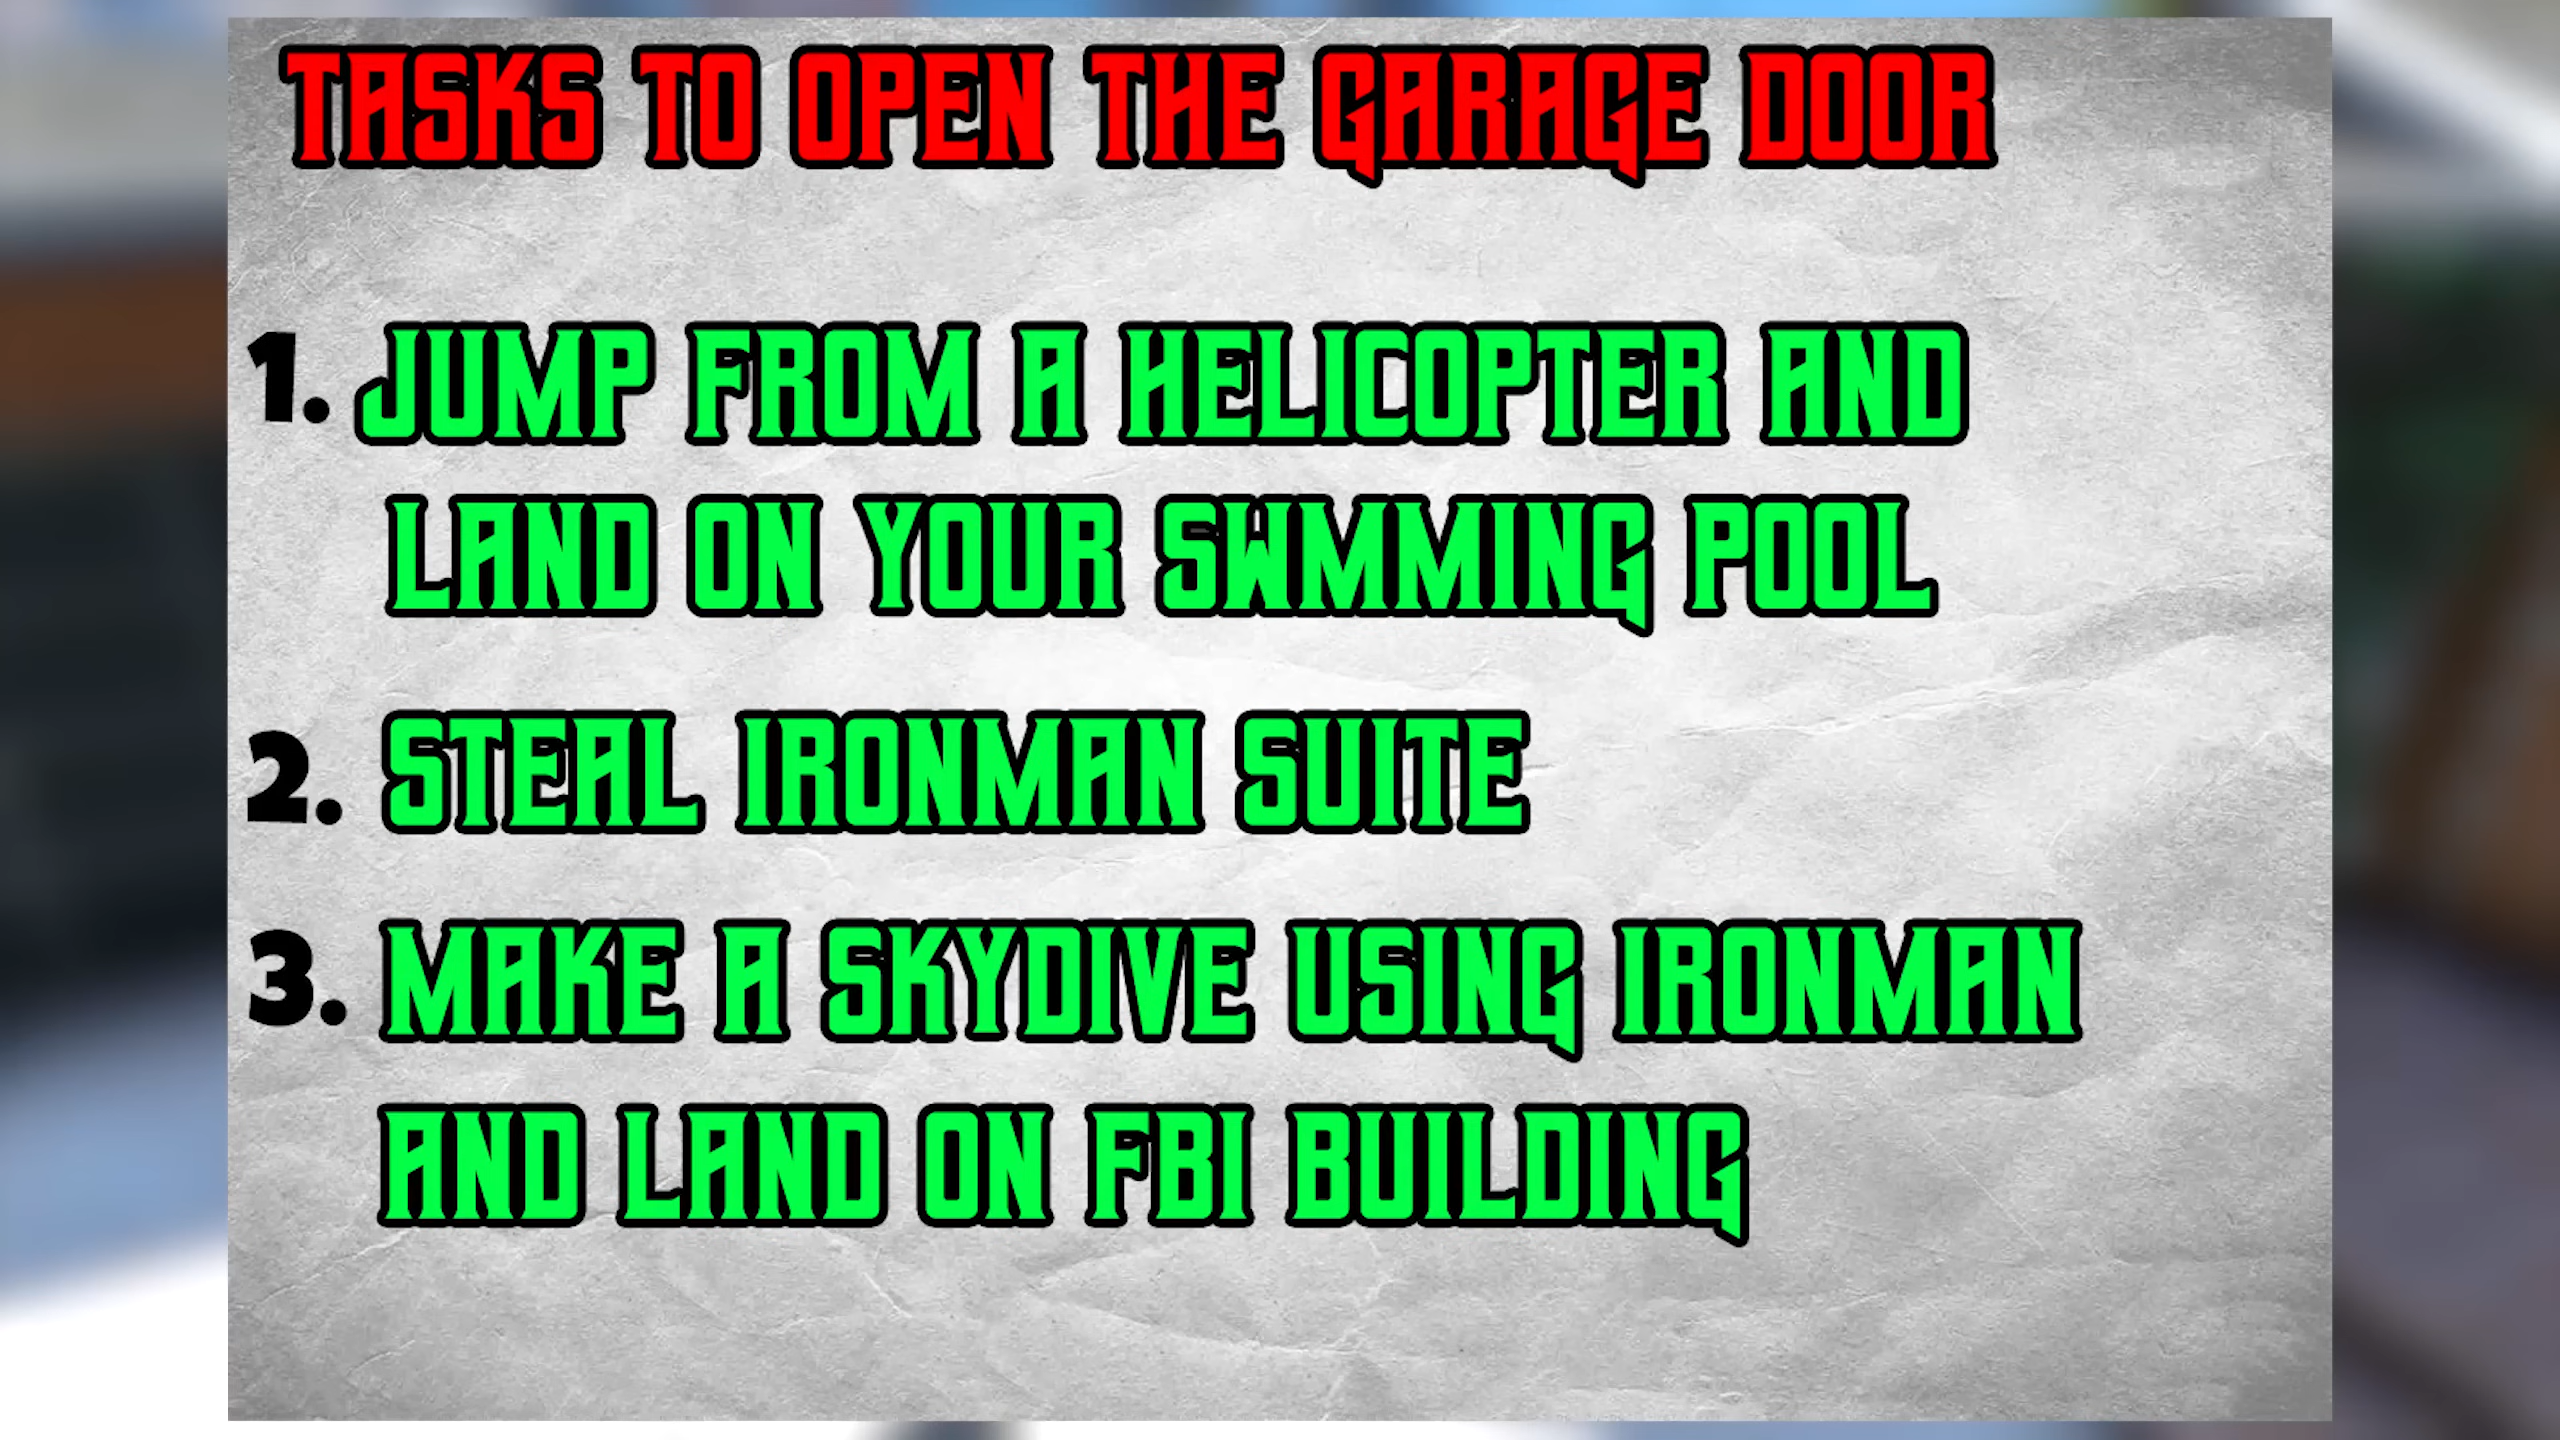 TASKS TO OPEN THE GARAGE DOOR
1. JUMP FROM A HELICOPTER AND
LAND ON YOUR SWMMING POOL
2. STEAL IRONMAN SUITE
3. MAKE A SKYDIVE USING IRONMAN
AND LAND ON FBI BUILDING